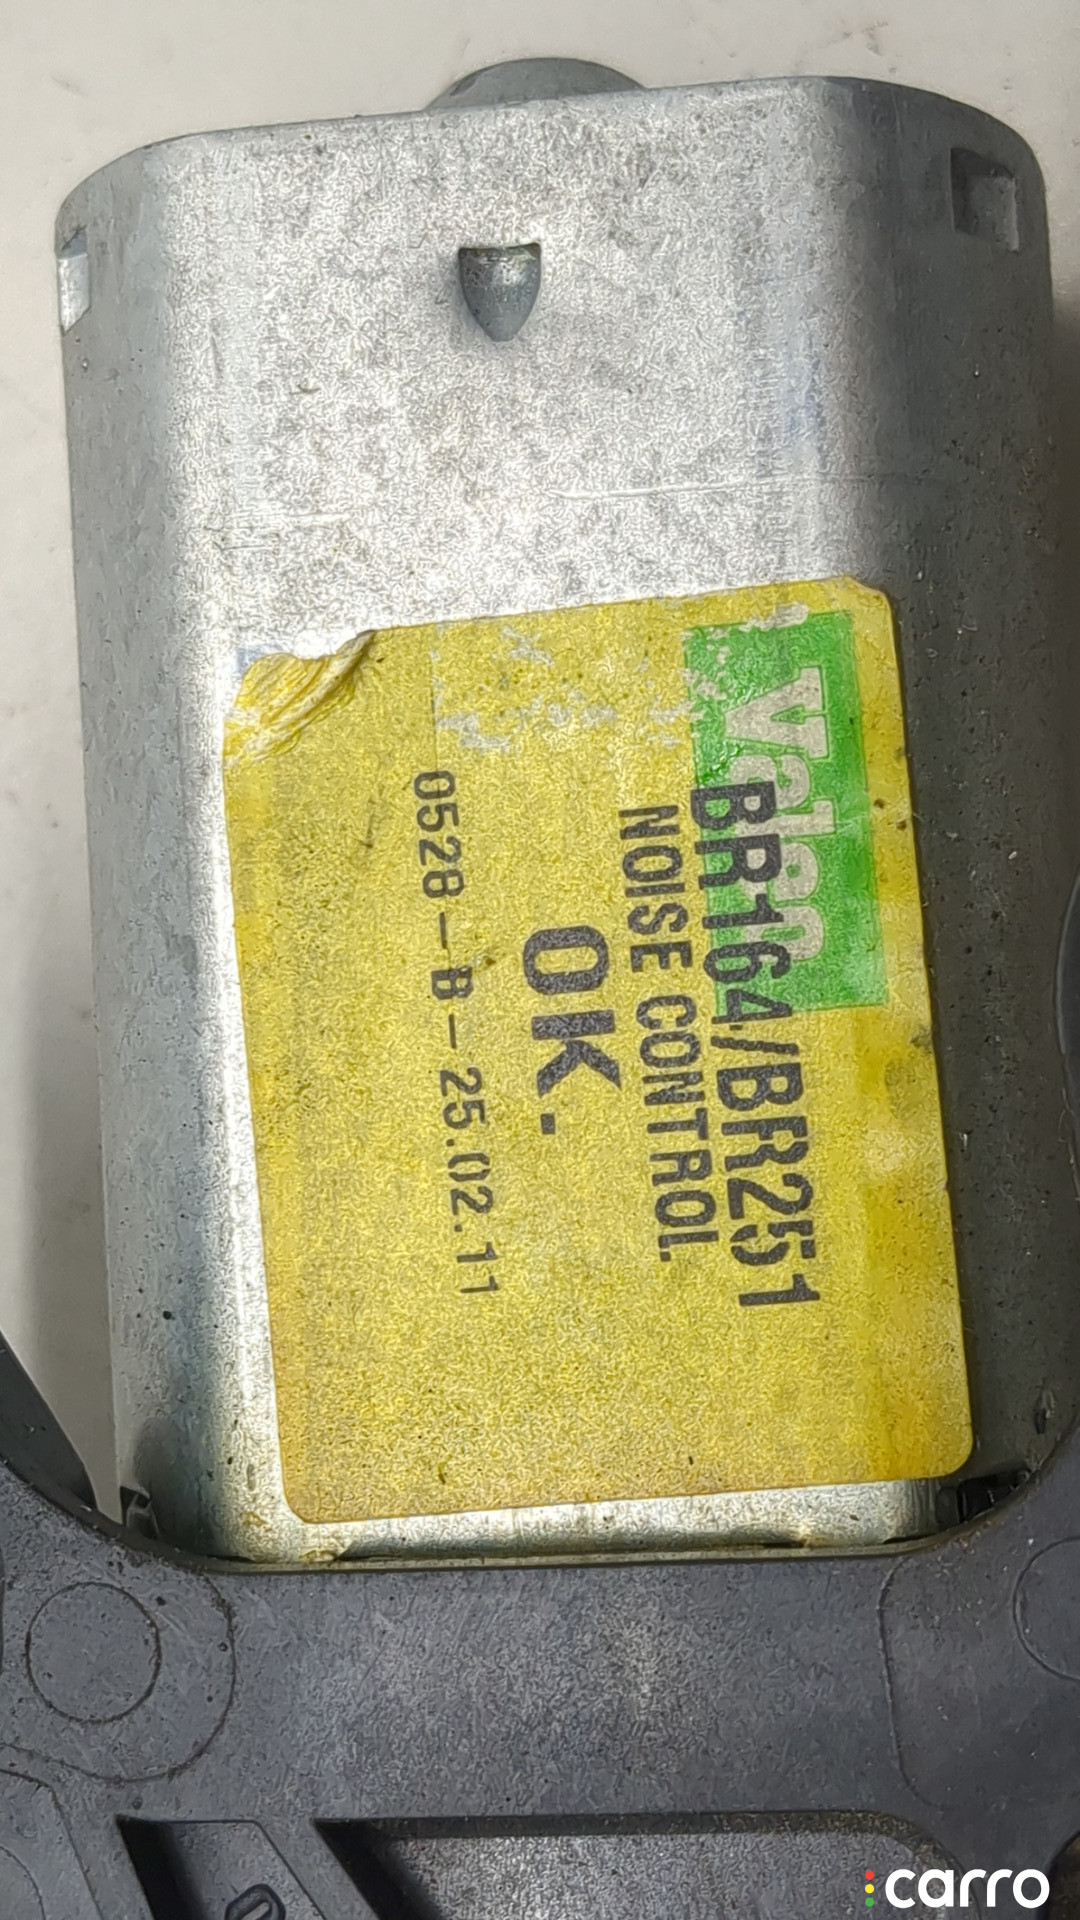 Valeo
BR164/BR251
NOISE CONTROL
OK.
0528-B-25.02.11
carro